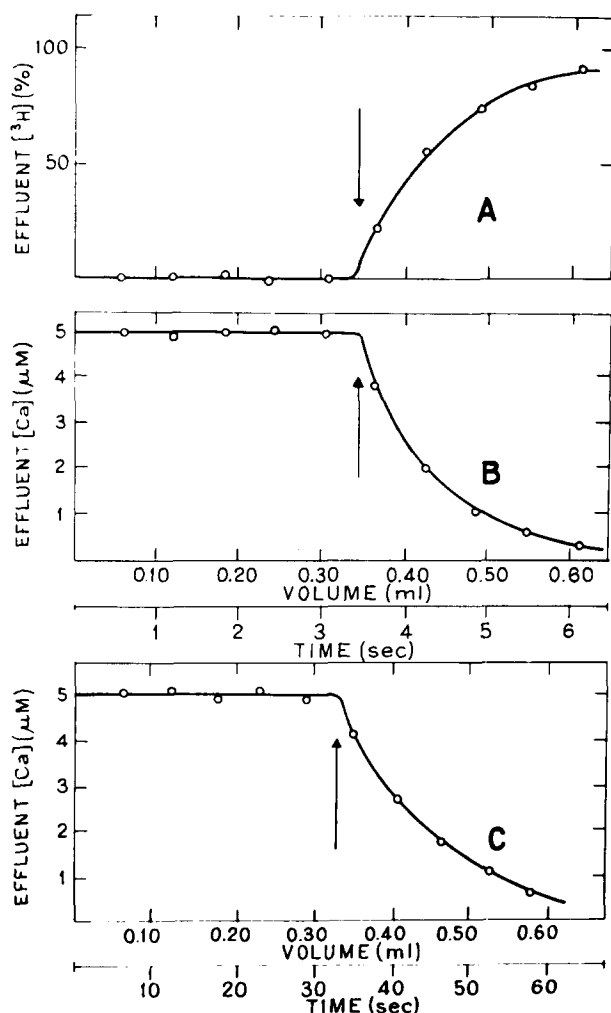 EFFLUENT [³H] (%)
100
50
A
EFFLUENT [Ca] (μM)
5
4
3
2
1
B
0.10 0.20 0.30 0.40 0.50 0.60
VOLUME (ml)
1 2 3 4 5 6
TIME (sec)
EFFLUENT [Ca] (μM)
5
4
3
2
1
C
0.10 0.20 0.30 0.40 0.50 0.60
VOLUME (ml)
10 20 30 40 50 60
TIME (sec)